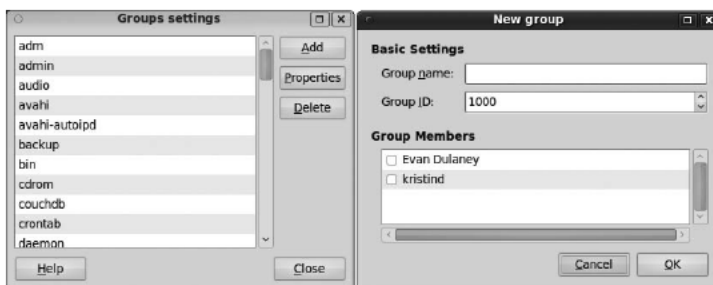 Groups settings
adm
admin
audio
avahi
avahi-autoipd
backup
bin
cdrom
couchdb
crontab
daemon
Add
Properties
Delete
Help
Close
New group
Basic Settings
Group name:
Group ID: 1000
Group Members
Evan Dulaney
kristind
Cancel
OK